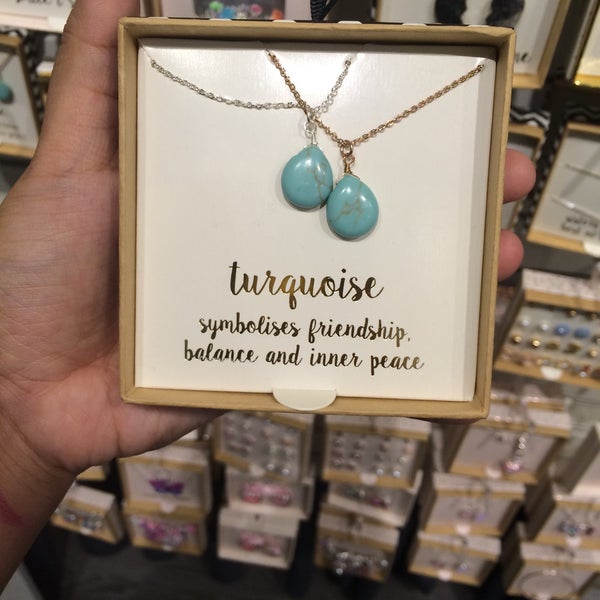 turquoise
symbolises friendship,
balance and inner peace